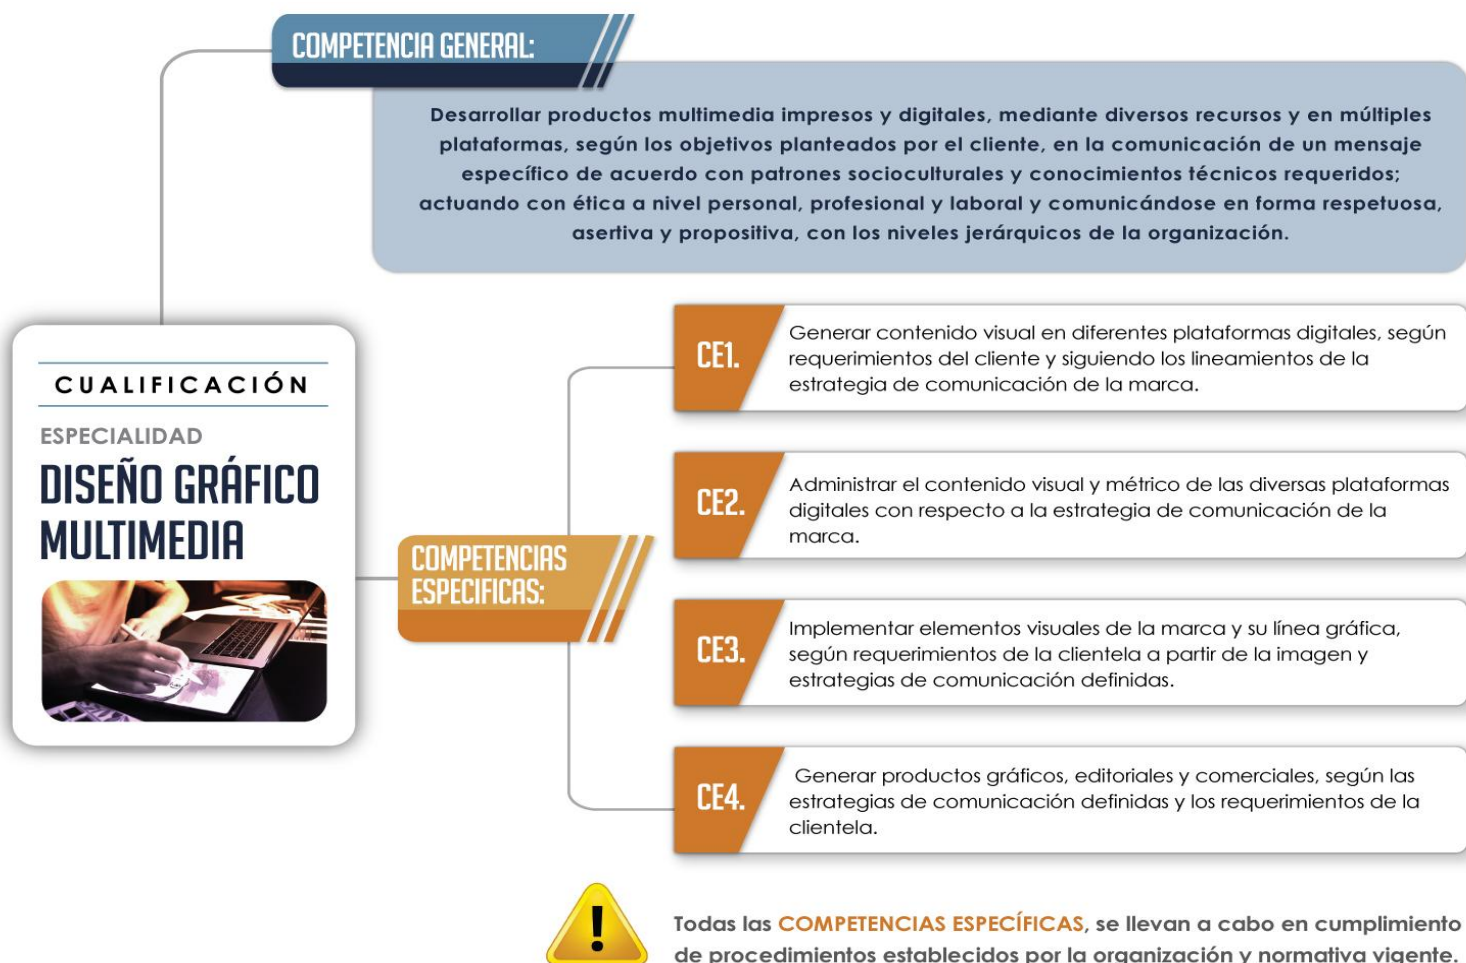 COMPETENCIA GENERAL:
Desarrollar productos multimedia impresos y digitales, mediante diversos recursos y en múltiples
plataformas, según los objetivos planteados por el cliente, en la comunicación de un mensaje
específico de acuerdo con patrones socioculturales y conocimientos técnicos requeridos;
actuando con ética a nivel personal, profesional y laboral y comunicándose en forma respetuosa,
asertiva y propositiva, con los niveles jerárquicos de la organización.
CUALIFICACIÓN
ESPECIALIDAD
DISEÑO GRÁFICO
MULTIMEDIA
COMPETENCIAS
ESPECIFICAS:
CE1.
Generar contenido visual en diferentes plataformas digitales, según
requerimientos del cliente y siguiendo los lineamientos de la
estrategia de comunicación de la marca.
CE2.
Administrar el contenido visual y métrico de las diversas plataformas
digitales con respecto a la estrategia de comunicación de la
marca.
CE3.
Implementar elementos visuales de la marca y su línea gráfica,
según requerimientos de la clientela a partir de la imagen y
estrategias de comunicación definidas.
CE4.
Generar productos gráficos, editoriales y comerciales, según las
estrategias de comunicación definidas y los requerimientos de la
clientela.
!
Todas las COMPETENCIAS ESPECÍFICAS, se llevan a cabo en cumplimiento
de procedimientos establecidos por la organización y normativa vigente.